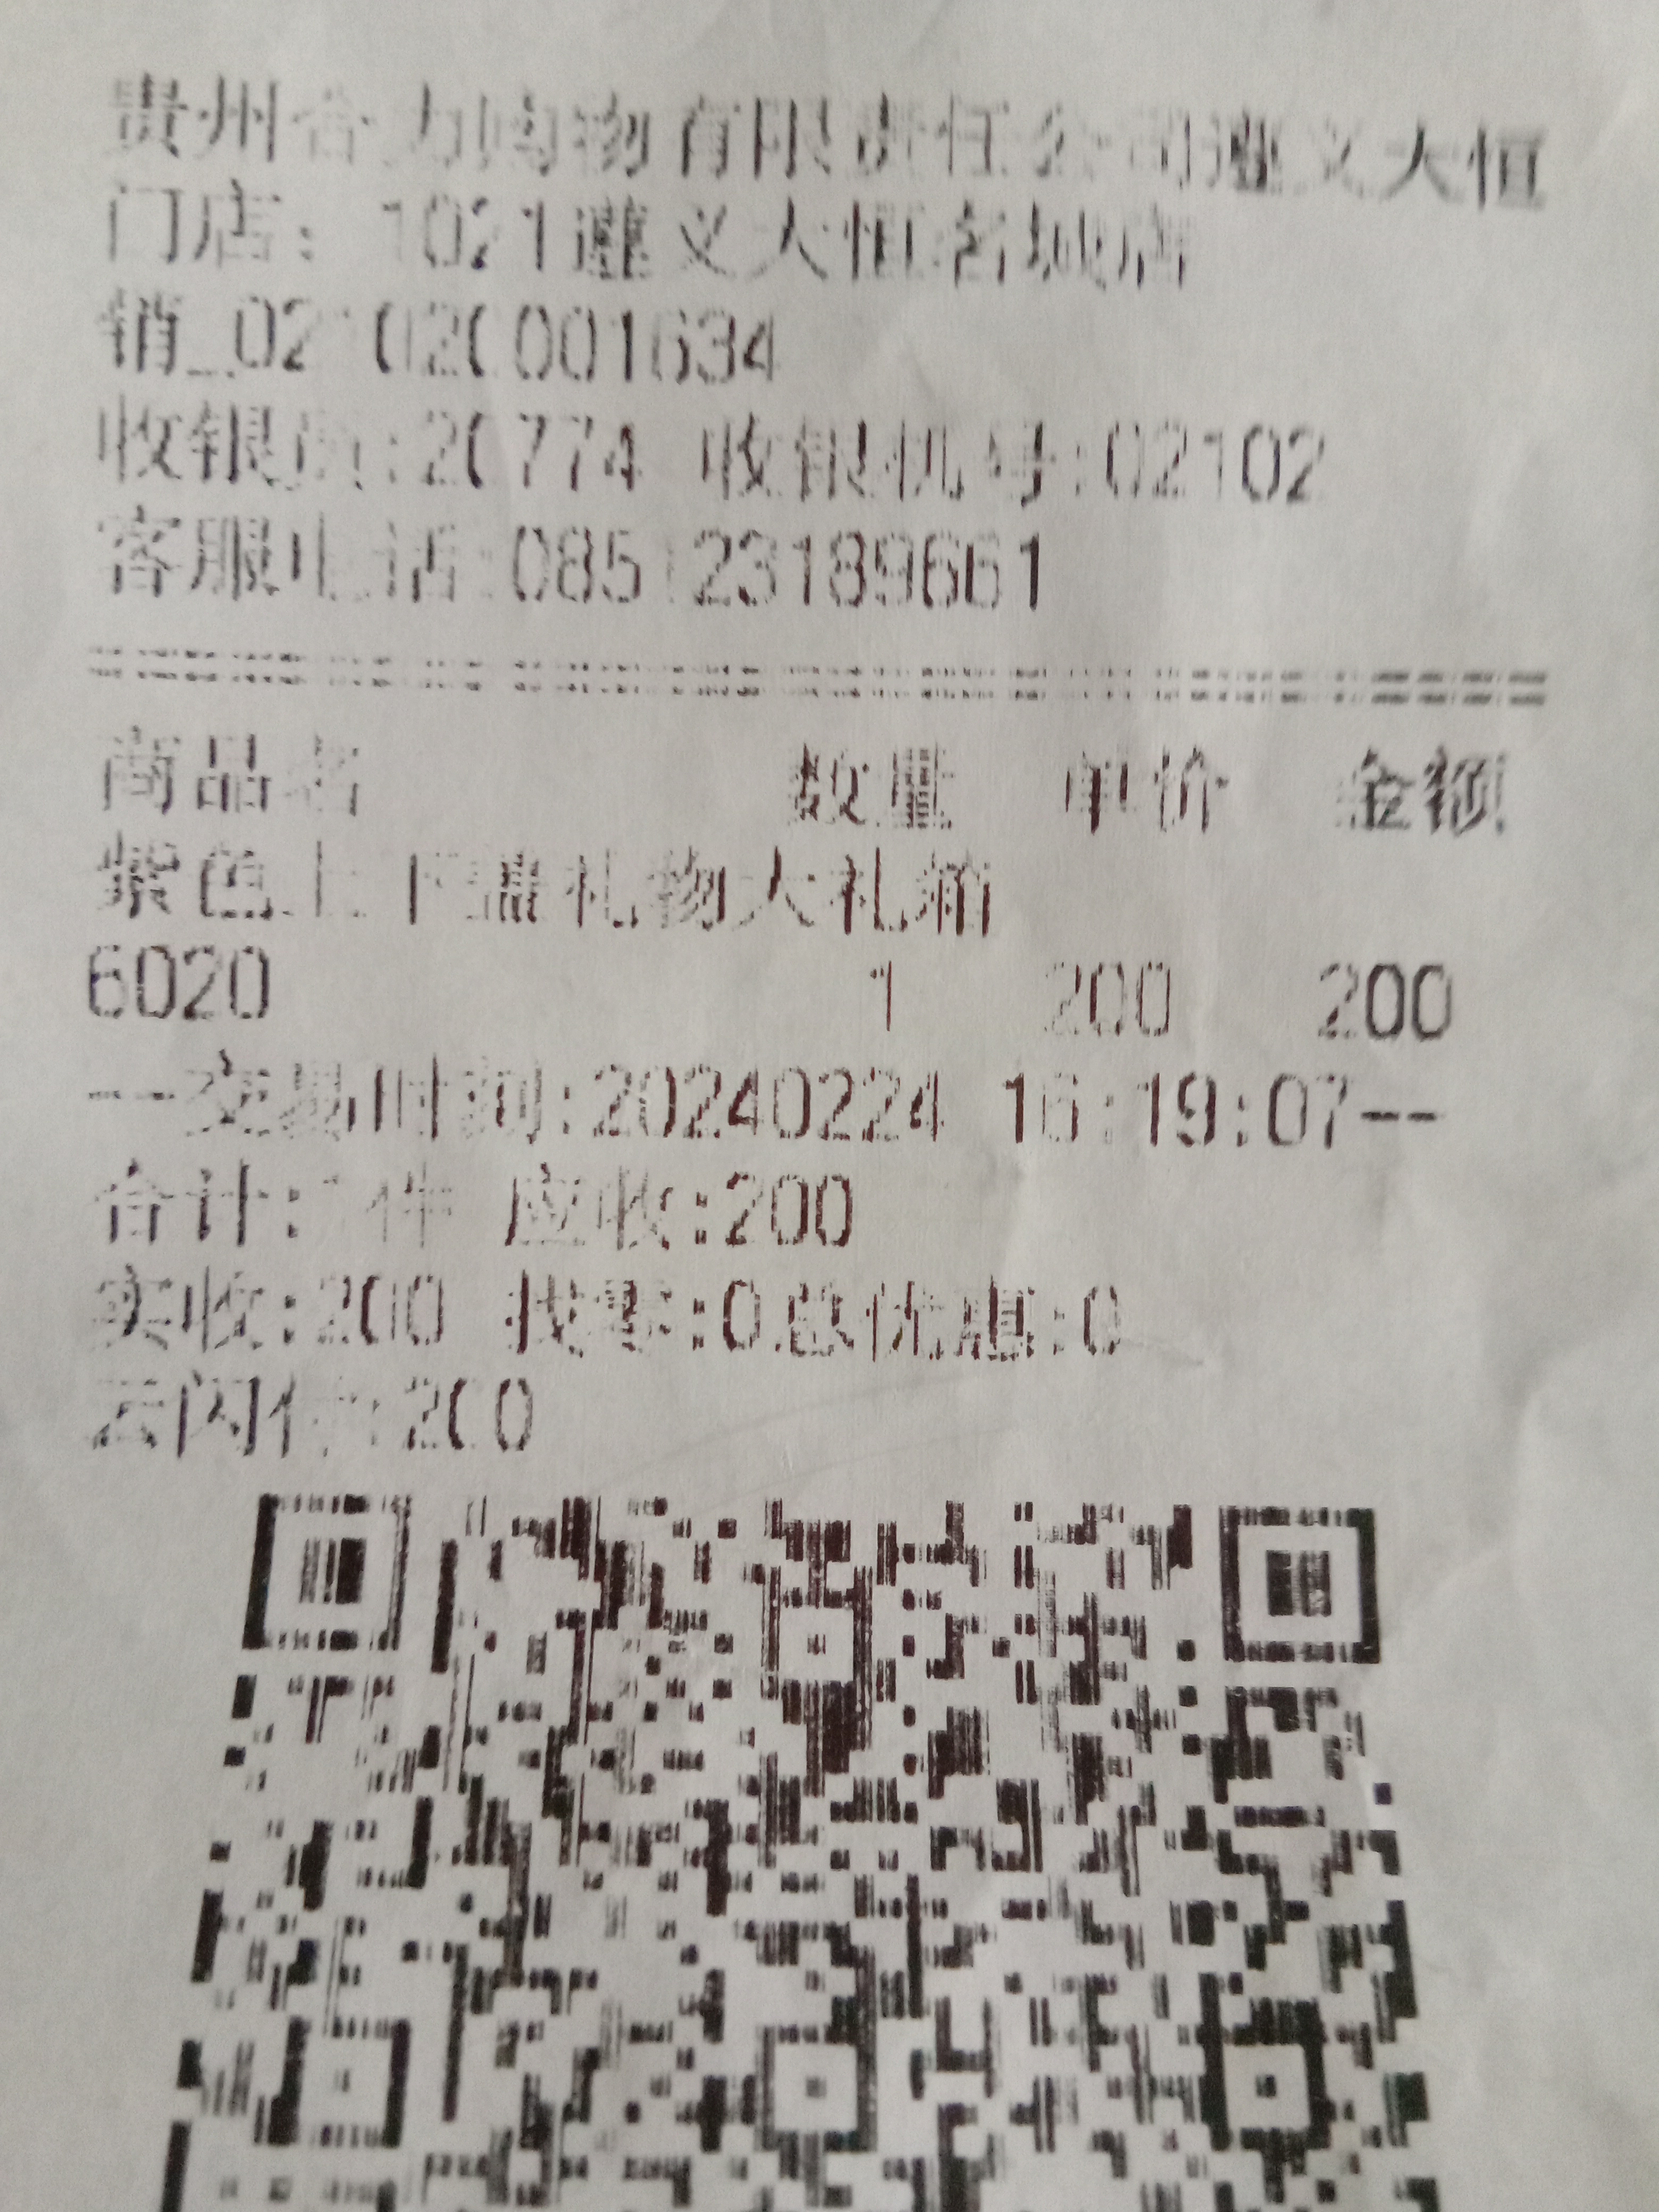 贵州合力购物有限责任公司遵义大恒
门店: 1021遵义大恒名城店
销_021020001634
收银员:20774 收银机号:02102
客服电话:085123189661
商品名 数量 单价 金额
紫色上下盖礼物大礼箱
6020 1 200 200
--交易时间:20240224 16:19:07--
合计:1件 应收:200
实收:200 找零:0.总优惠:0
云闪付:200